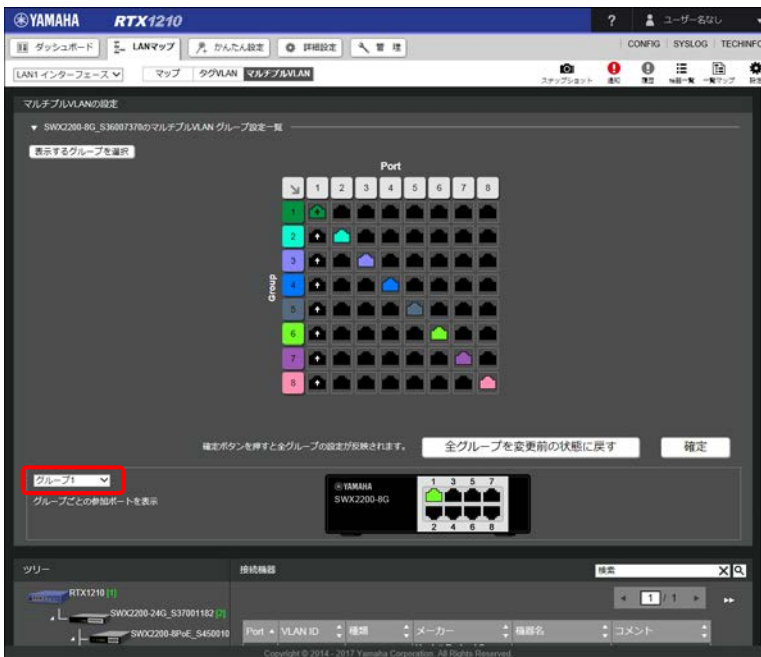 YAMAHA RTX1210 ? ユーザー名なし
ダッシュボード LANマップ かんたん設定 詳細設定 管理 CONFIG SYSLOG TECHINFO
LAN1 インターフェース マップ タグVLAN マルチプルVLAN スナップショット 通知 履歴 機器一覧 一覧マップ
マルチプルVLANの設定
▼ SWX2200-8G_S36007370のマルチプルVLAN グループ設定一覧
表示するグループを選択
Port
1 2 3 4 5 6 7 8
Group
1
2
3
4
5
6
7
8
確定ボタンを押すと全グループの設定が反映されます。 全グループを変更前の状態に戻す 確定
グループ1
グループごとの参加ポートを表示
YAMAHA
SWX2200-8G
1 3 5 7
2 4 6 8
ツリー 接続機器 検索
RTX1210 [1] 1 / 1
SWX2200-24G_S37001182 [2]
SWX2200-8PoE_S450010
Port VLAN ID 種類 メーカー 機器名 コメント
Copyright © 2014 - 2017 Yamaha Corporation. All Rights Reserved.